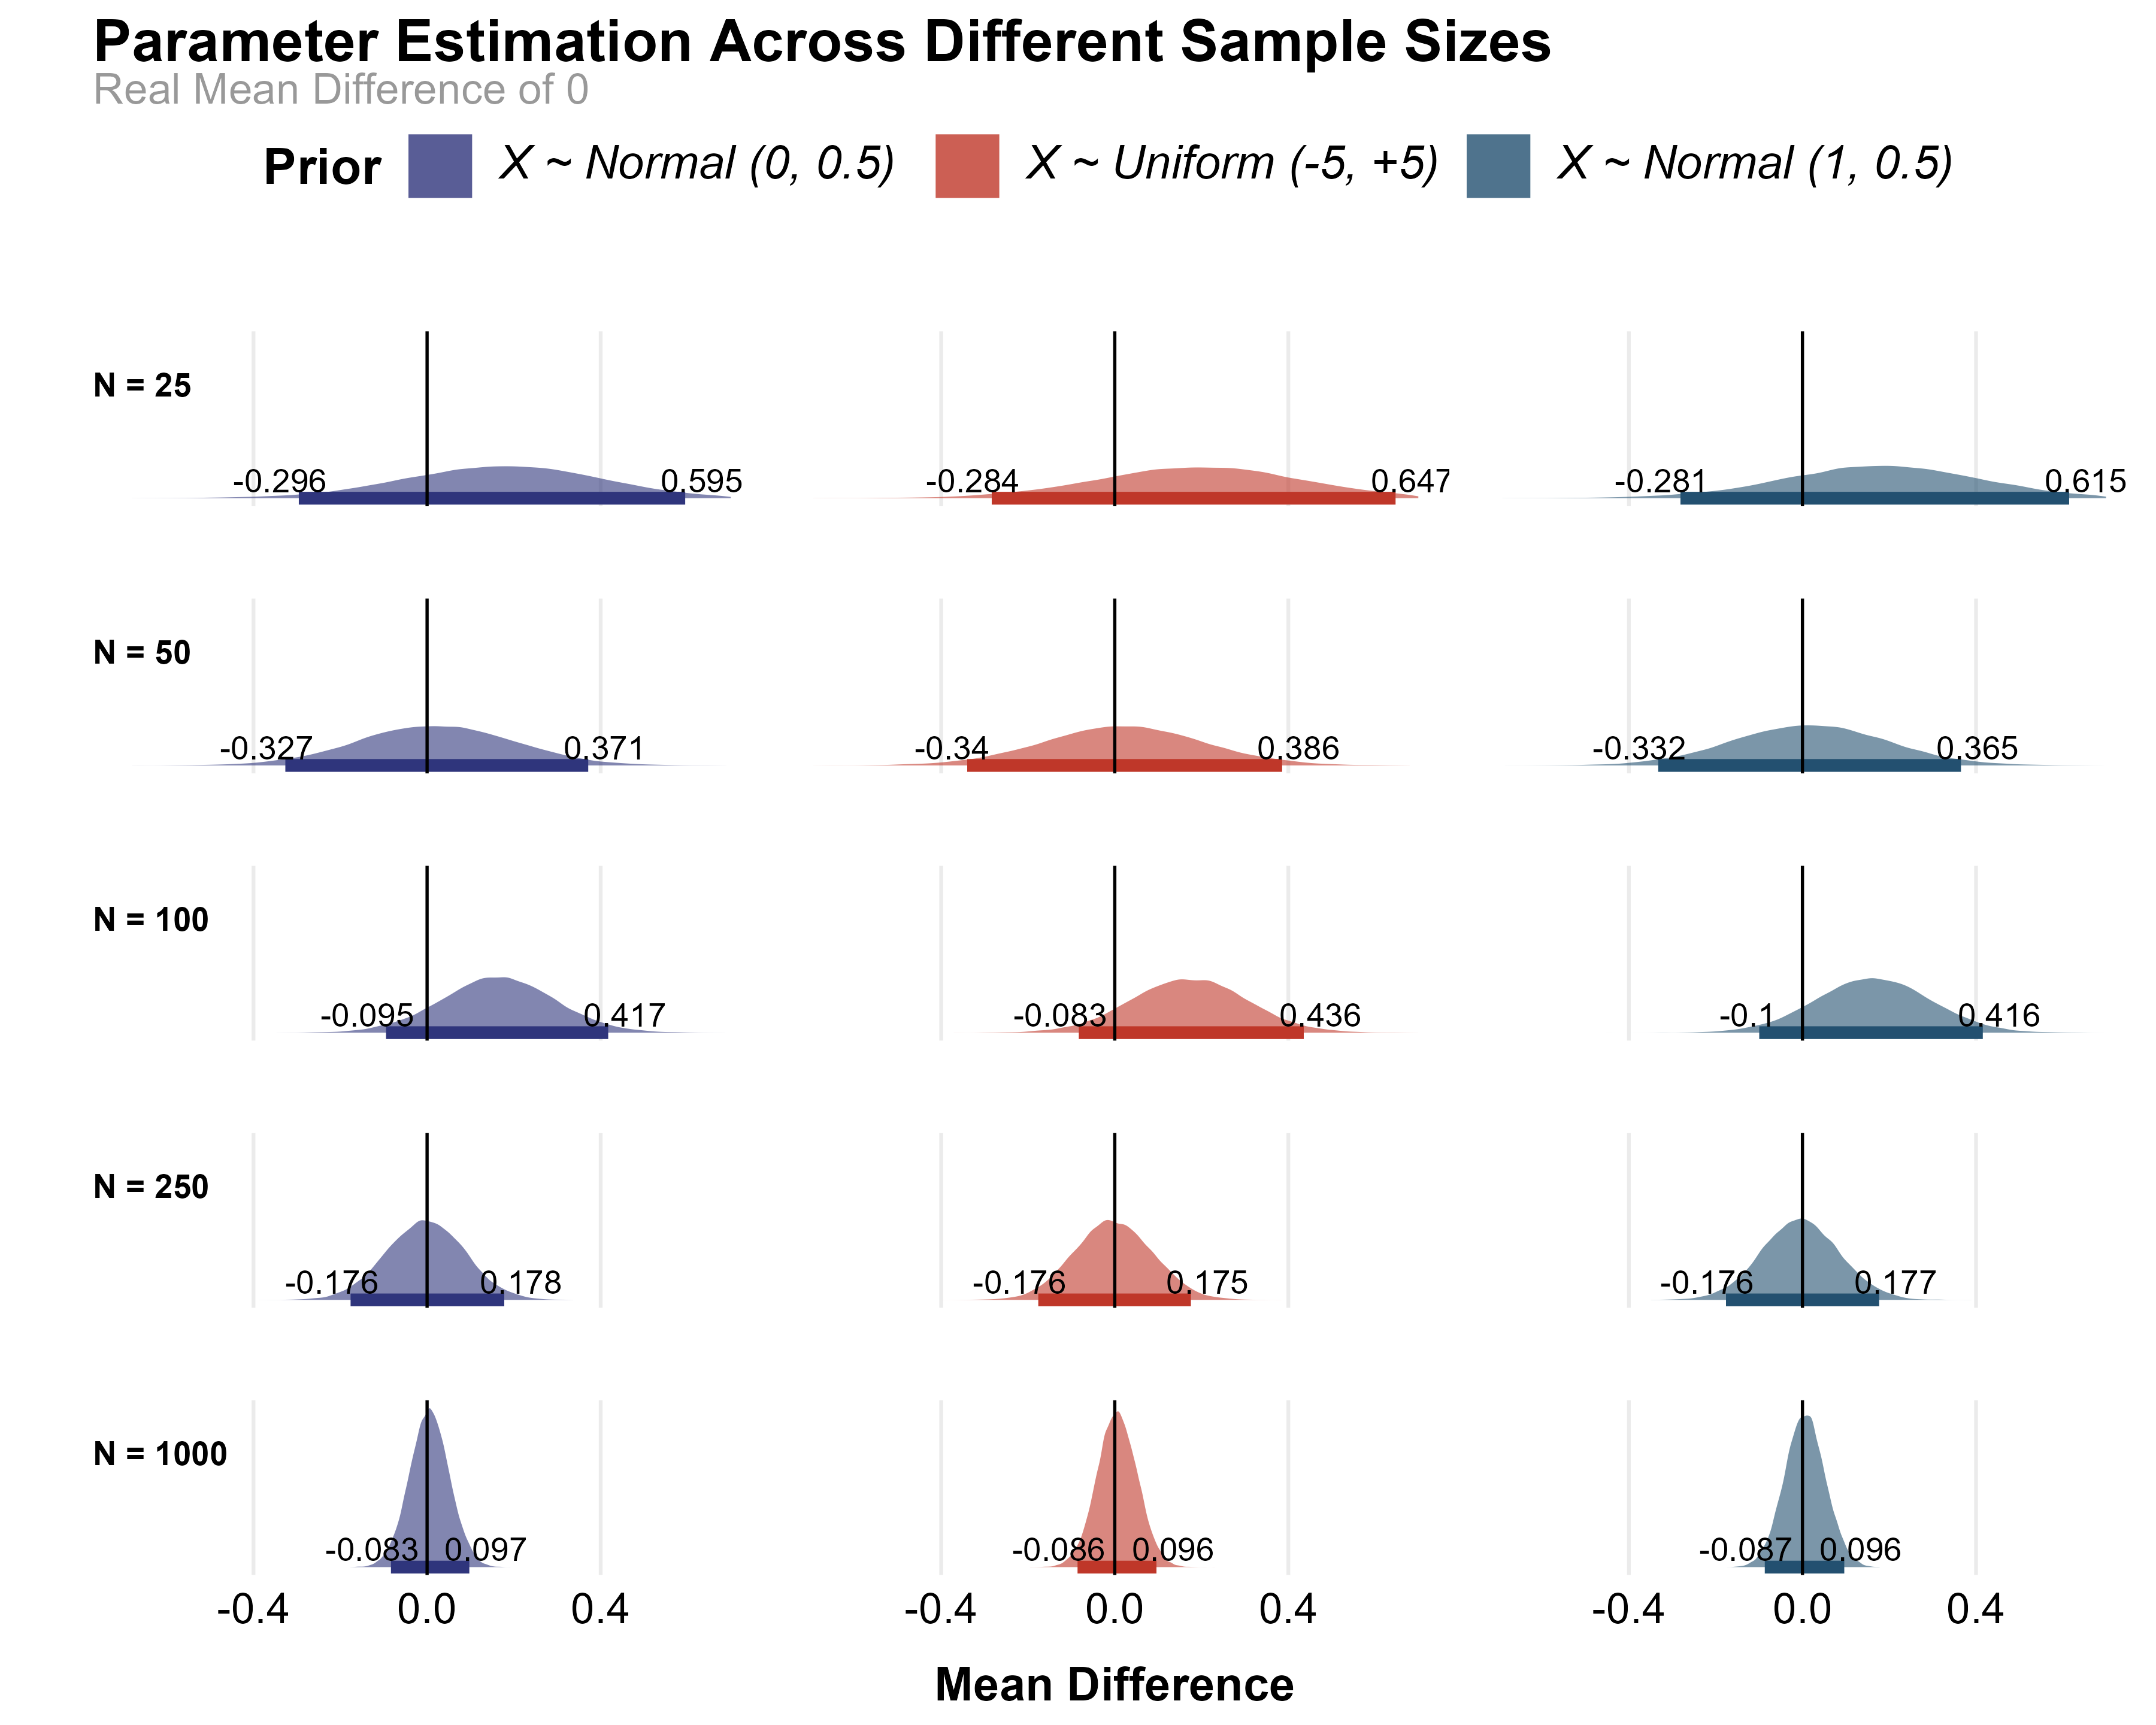 Parameter Estimation Across Different Sample Sizes
Real Mean Difference of 0
Prior X ~ Normal (0, 0.5) X ~ Uniform (-5, +5) X ~ Normal (1, 0.5)
N = 25
-0.296 0.595 -0.284 0.647 -0.281 0.615
N = 50
-0.327 0.371 -0.34 0.386 -0.332 0.365
N = 100
-0.095 0.417 -0.083 0.436 -0.1 0.416
N = 250
-0.176 0.178 -0.176 0.175 -0.176 0.177
N = 1000
-0.083 0.097 -0.086 0.096 -0.087 0.096
-0.4 0.0 0.4 -0.4 0.0 0.4 -0.4 0.0 0.4
Mean Difference